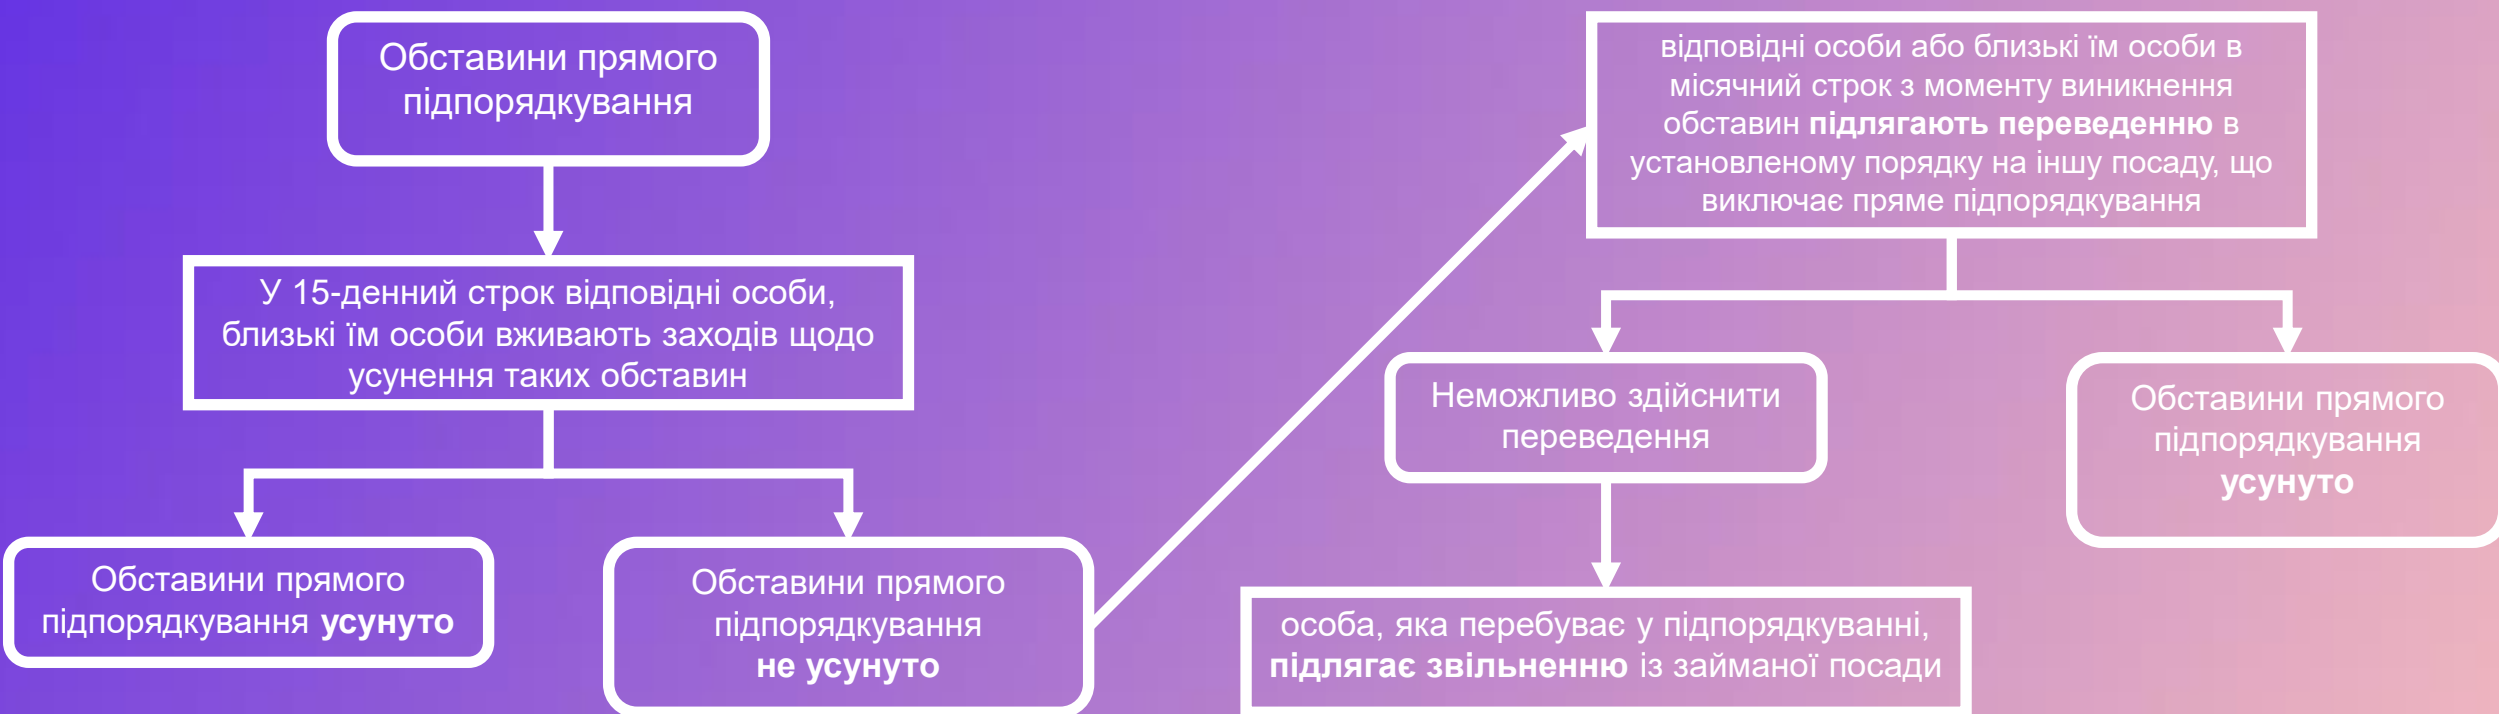 Обставини прямого
підпорядкування
У 15-денний строк відповідні особи,
близькі їм особи вживають заходів щодо
усунення таких обставин
Обставини прямого
підпорядкування усунуто
Обставини прямого
підпорядкування
не усунуто
відповідні особи або близькі їм особи в
місячний строк з моменту виникнення
обставин підлягають переведенню в
установленому порядку на іншу посаду, що
виключає пряме підпорядкування
Неможливо здійснити
переведення
Обставини прямого
підпорядкування
усунуто
особа, яка перебуває у підпорядкуванні,
підлягає звільненню із займаної посади